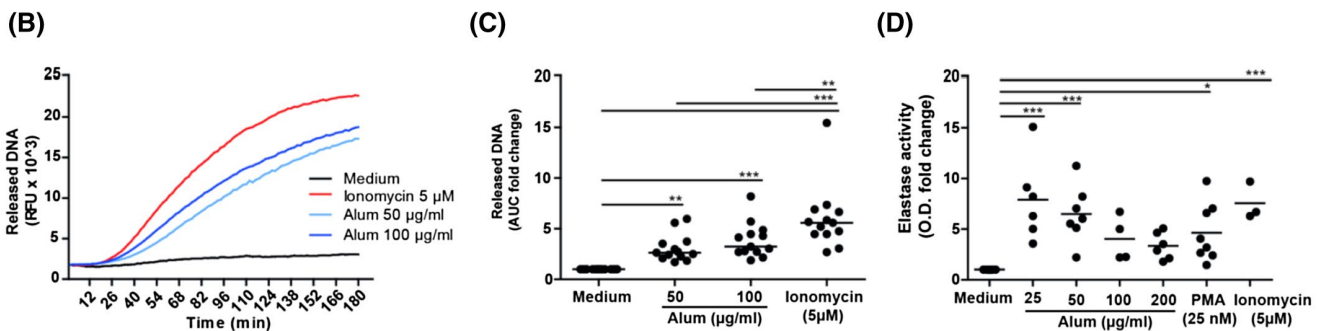 (B)
(C)
(D)
Released DNA
(RFU x 10^3)
25
20
15
10
5
0
12 26 40 54 68 82 96 110 124 138 152 166 180
Time (min)
Medium
Ionomycin 5 µM
Alum 50 µg/ml
Alum 100 µg/ml
Released DNA
(AUC fold change)
20
15
10
5
0
**
***
***
**
Medium 50 100 Ionomycin
Alum (µg/ml) (5µM)
Elastase activity
(O.D. fold change)
20
15
10
5
0
***
*
***
***
Medium 25 50 100 200 PMA Ionomycin
Alum (µg/ml) (25 nM) (5µM)